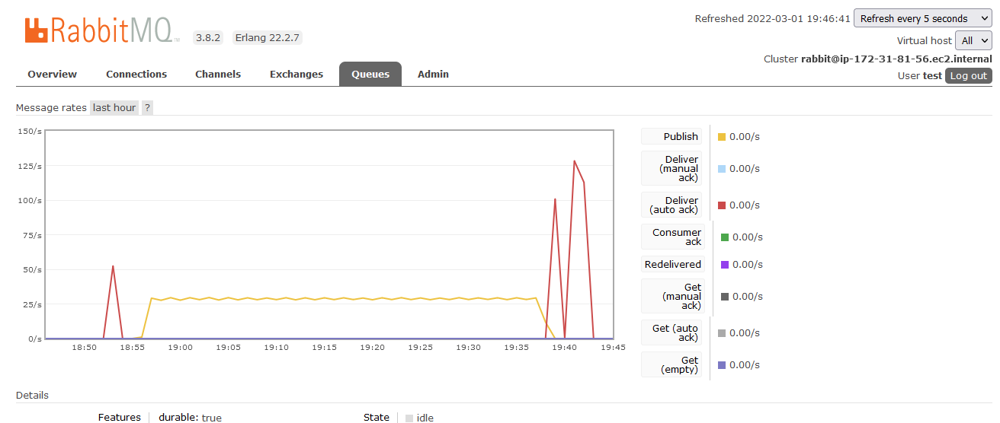 Refreshed 2022-03-01 19:46:41 Refresh every 5 seconds
RabbitMQ TM 3.8.2 Erlang 22.2.7
Virtual host All
Cluster rabbit@ip-172-31-81-56.ec2.internal
User test Log out
Overview Connections Channels Exchanges Queues Admin
Message rates last hour ?
150/s
125/s
100/s
75/s
50/s
25/s
0/s
18:50 18:55 19:00 19:05 19:10 19:15 19:20 19:25 19:30 19:35 19:40 19:45
Publish 0.00/s
Deliver
(manual 0.00/s
ack)
Deliver
(auto ack) 0.00/s
Consumer 0.00/s
ack
Redelivered 0.00/s
Get
(manual 0.00/s
ack)
Get (auto 0.00/s
ack)
Get 0.00/s
(empty)
Details
Features durable: true State idle